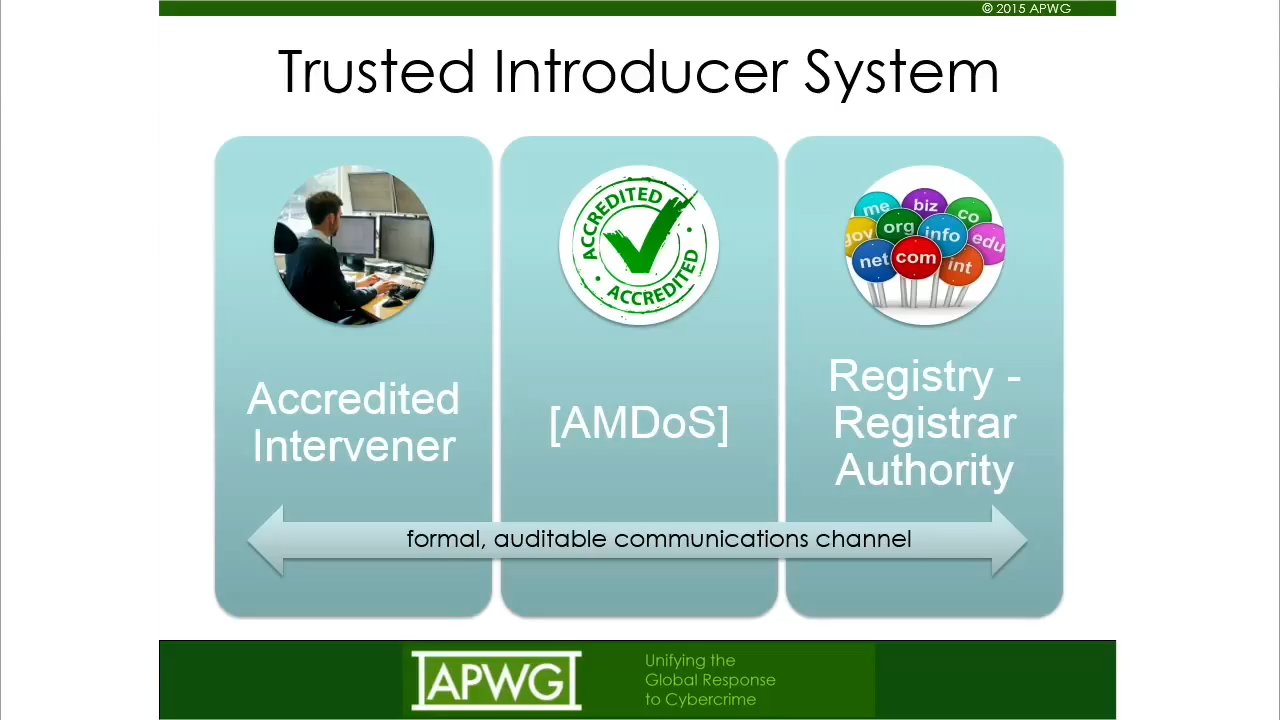 © 2015 APWG
Trusted Introducer System
ACCREDITED
ACCREDITED
me
biz
co
gov
org
info
edu
net
com
int
Accredited
Intervener
[AMDoS]
Registry -
Registrar
Authority
formal, auditable communications channel
[APWG]
Unifying the
Global Response
to Cybercrime